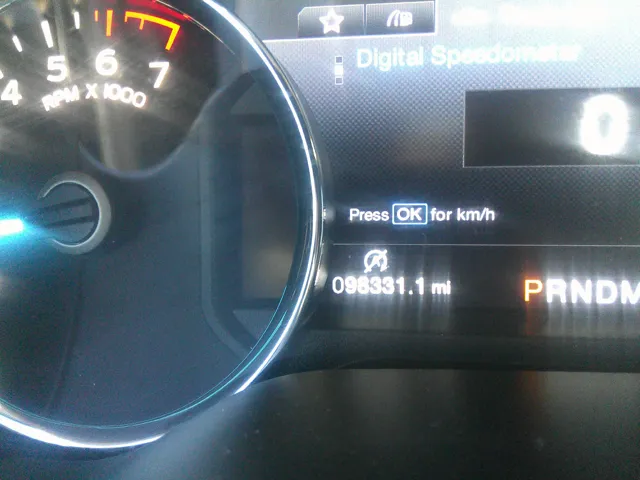 4 5 6 7
RPM X 1000
Digital Speedometer
0
Press OK for km/h
098331.1 mi
PRNDM